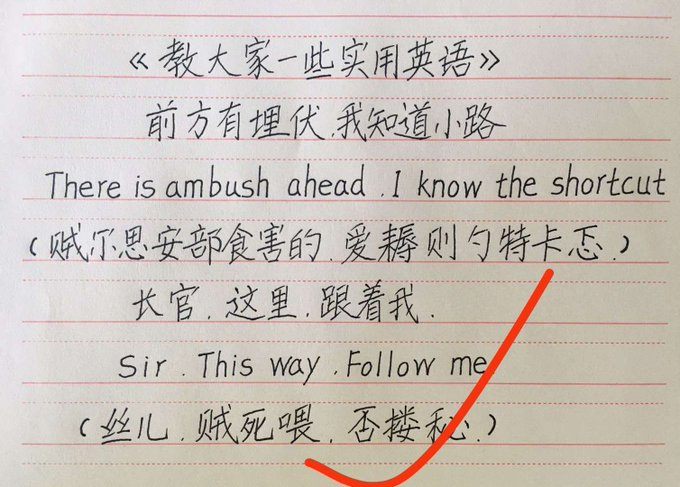 《教大家一些实用英语》
前方有埋伏.我知道小路
There is ambush ahead . I know the shortcut
(贼尔思安部食害的.爱耨则勺特卡忑.)
长官.这里.跟着我.
Sir . This way . Follow me
(丝儿.贼死喂.否搂秘.)